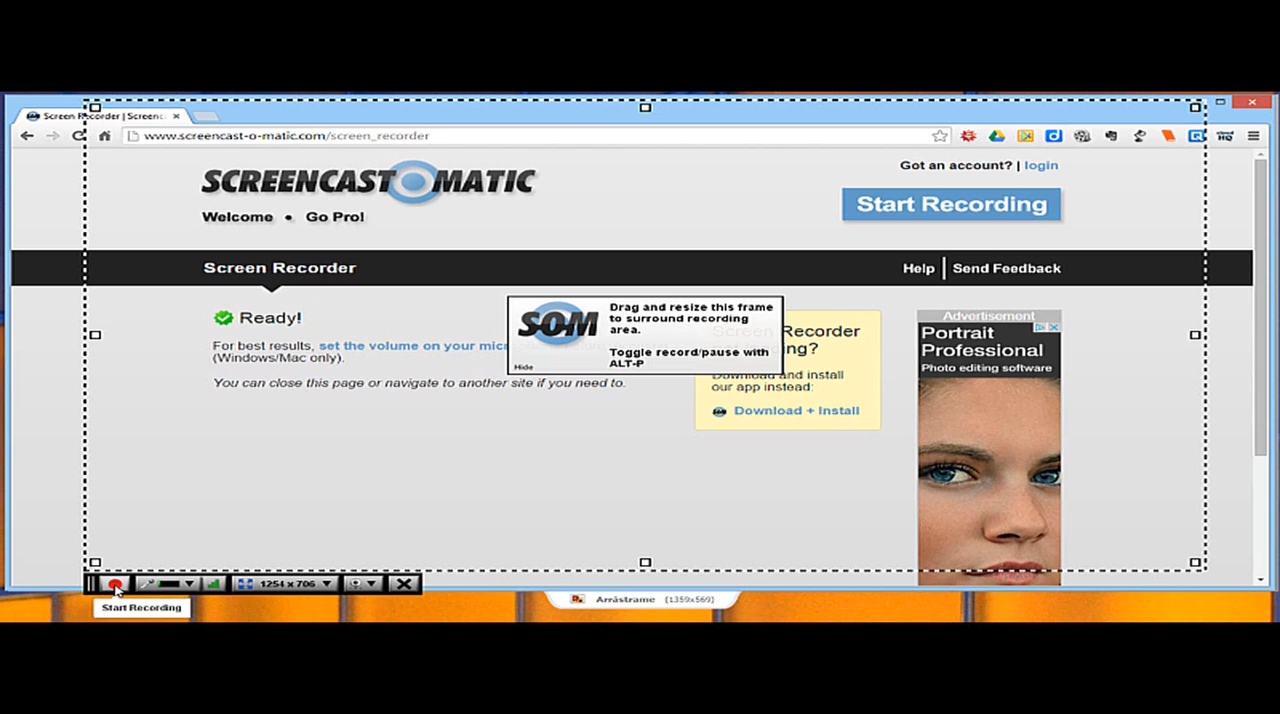 Screen Recorder | Screenc
www.screencast-o-matic.com/screen_recorder
Got an account? | login
SCREENCAST O MATIC
Start Recording
Welcome • Go Pro!
Screen Recorder
Help | Send Feedback
Ready!
For best results, set the volume on your mic
(Windows/Mac only).
You can close this page or navigate to another site if you need to.
SOM
Drag and resize this frame
to surround recording
area.
Toggle record/pause with
ALT-P
Hide
Screen Recorder
loading?
Download and install
our app instead:
Download + Install
Advertisement
Portrait
Professional
Photo editing software
1254 x 706
Start Recording
Arrástrame [1359x569]